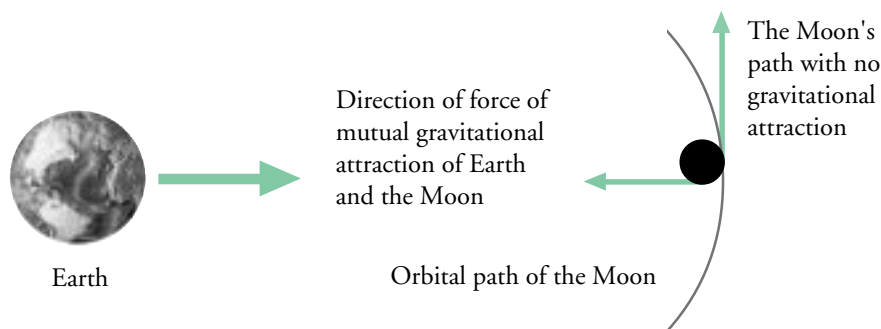 The Moon's
path with no
gravitational
attraction
Direction of force of
mutual gravitational
attraction of Earth
and the Moon
Earth
Orbital path of the Moon